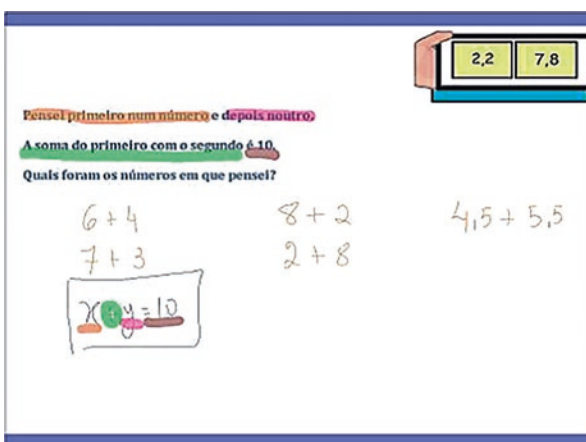 2,2 7,8
Pensei primeiro num número e depois noutro.
A soma do primeiro com o segundo é 10.
Quais foram os números em que pensei?
6 + 4 8 + 2 4,5 + 5,5
7 + 3 2 + 8
x + y = 10